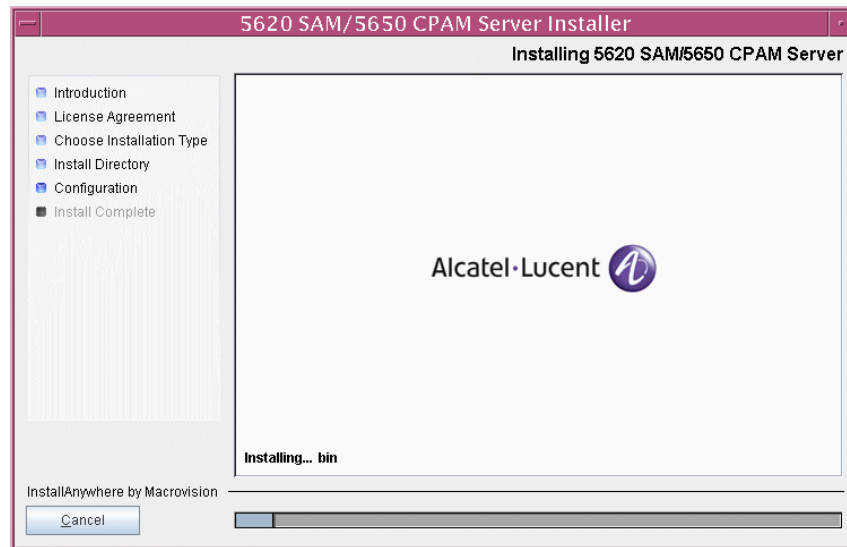 5620 SAM/5650 CPAM Server Installer
Installing 5620 SAM/5650 CPAM Server
Introduction
License Agreement
Choose Installation Type
Install Directory
Configuration
Install Complete
Alcatel·Lucent
Installing... bin
InstallAnywhere by Macrovision
Cancel